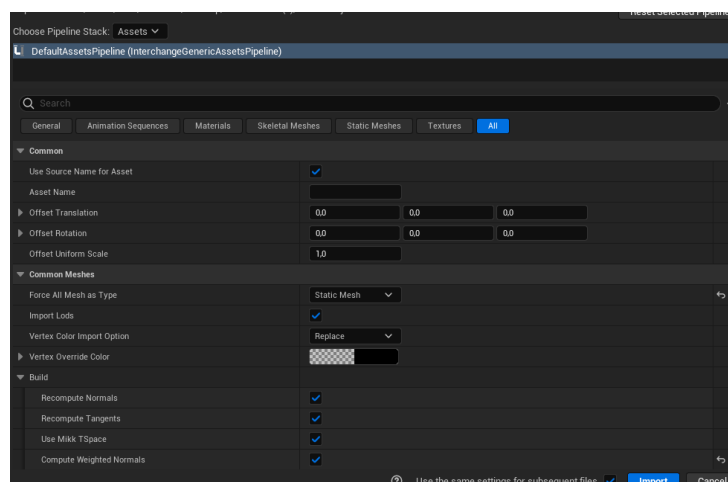 Reset Selected Pipeline
Choose Pipeline Stack: Assets
DefaultAssetsPipeline (InterchangeGenericAssetsPipeline)
Search
General Animation Sequences Materials Skeletal Meshes Static Meshes Textures All
Common
Use Source Name for Asset
Asset Name
Offset Translation 0,0 0,0 0,0
Offset Rotation 0,0 0,0 0,0
Offset Uniform Scale 1,0
Common Meshes
Force All Mesh as Type Static Mesh
Import Lods
Vertex Color Import Option Replace
Vertex Override Color
Build
Recompute Normals
Recompute Tangents
Use Mikk TSpace
Compute Weighted Normals
Use the same settings for subsequent files Import Cancel